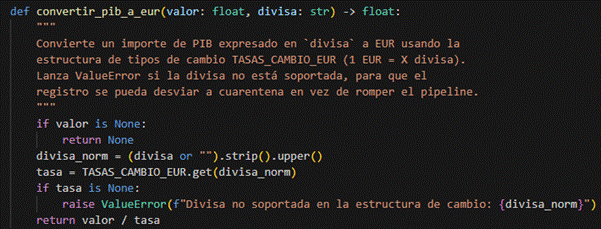 def convertir_pib_a_eur(valor: float, divisa: str) -> float:
    """
    Convierte un importe de PIB expresado en `divisa` a EUR usando la
    estructura de tipos de cambio TASAS_CAMBIO_EUR (1 EUR = X divisa).
    Lanza ValueError si la divisa no está soportada, para que el
    registro se pueda desviar a cuarentena en vez de romper el pipeline.
    """
    if valor is None:
        return None
    divisa_norm = (divisa or "").strip().upper()
    tasa = TASAS_CAMBIO_EUR.get(divisa_norm)
    if tasa is None:
        raise ValueError(f"Divisa no soportada en la estructura de cambio: {divisa_norm}")
    return valor / tasa